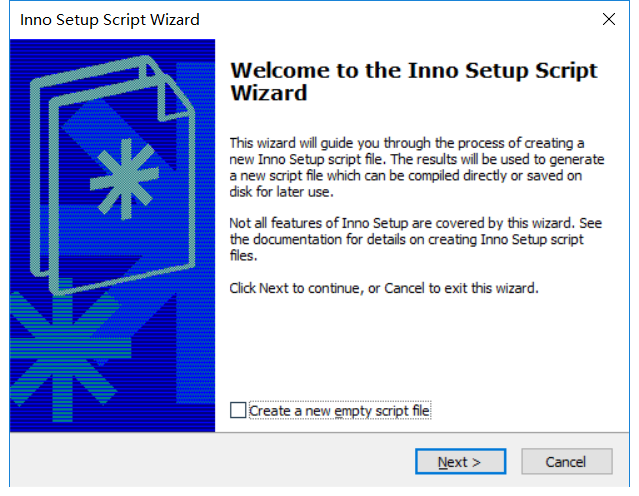 Inno Setup Script Wizard
Welcome to the Inno Setup Script
Wizard
This wizard will guide you through the process of creating a
new Inno Setup script file. The results will be used to generate
a new script file which can be compiled directly or saved on
disk for later use.
Not all features of Inno Setup are covered by this wizard. See
the documentation for details on creating Inno Setup script
files.
Click Next to continue, or Cancel to exit this wizard.
Create a new empty script file
Next >
Cancel